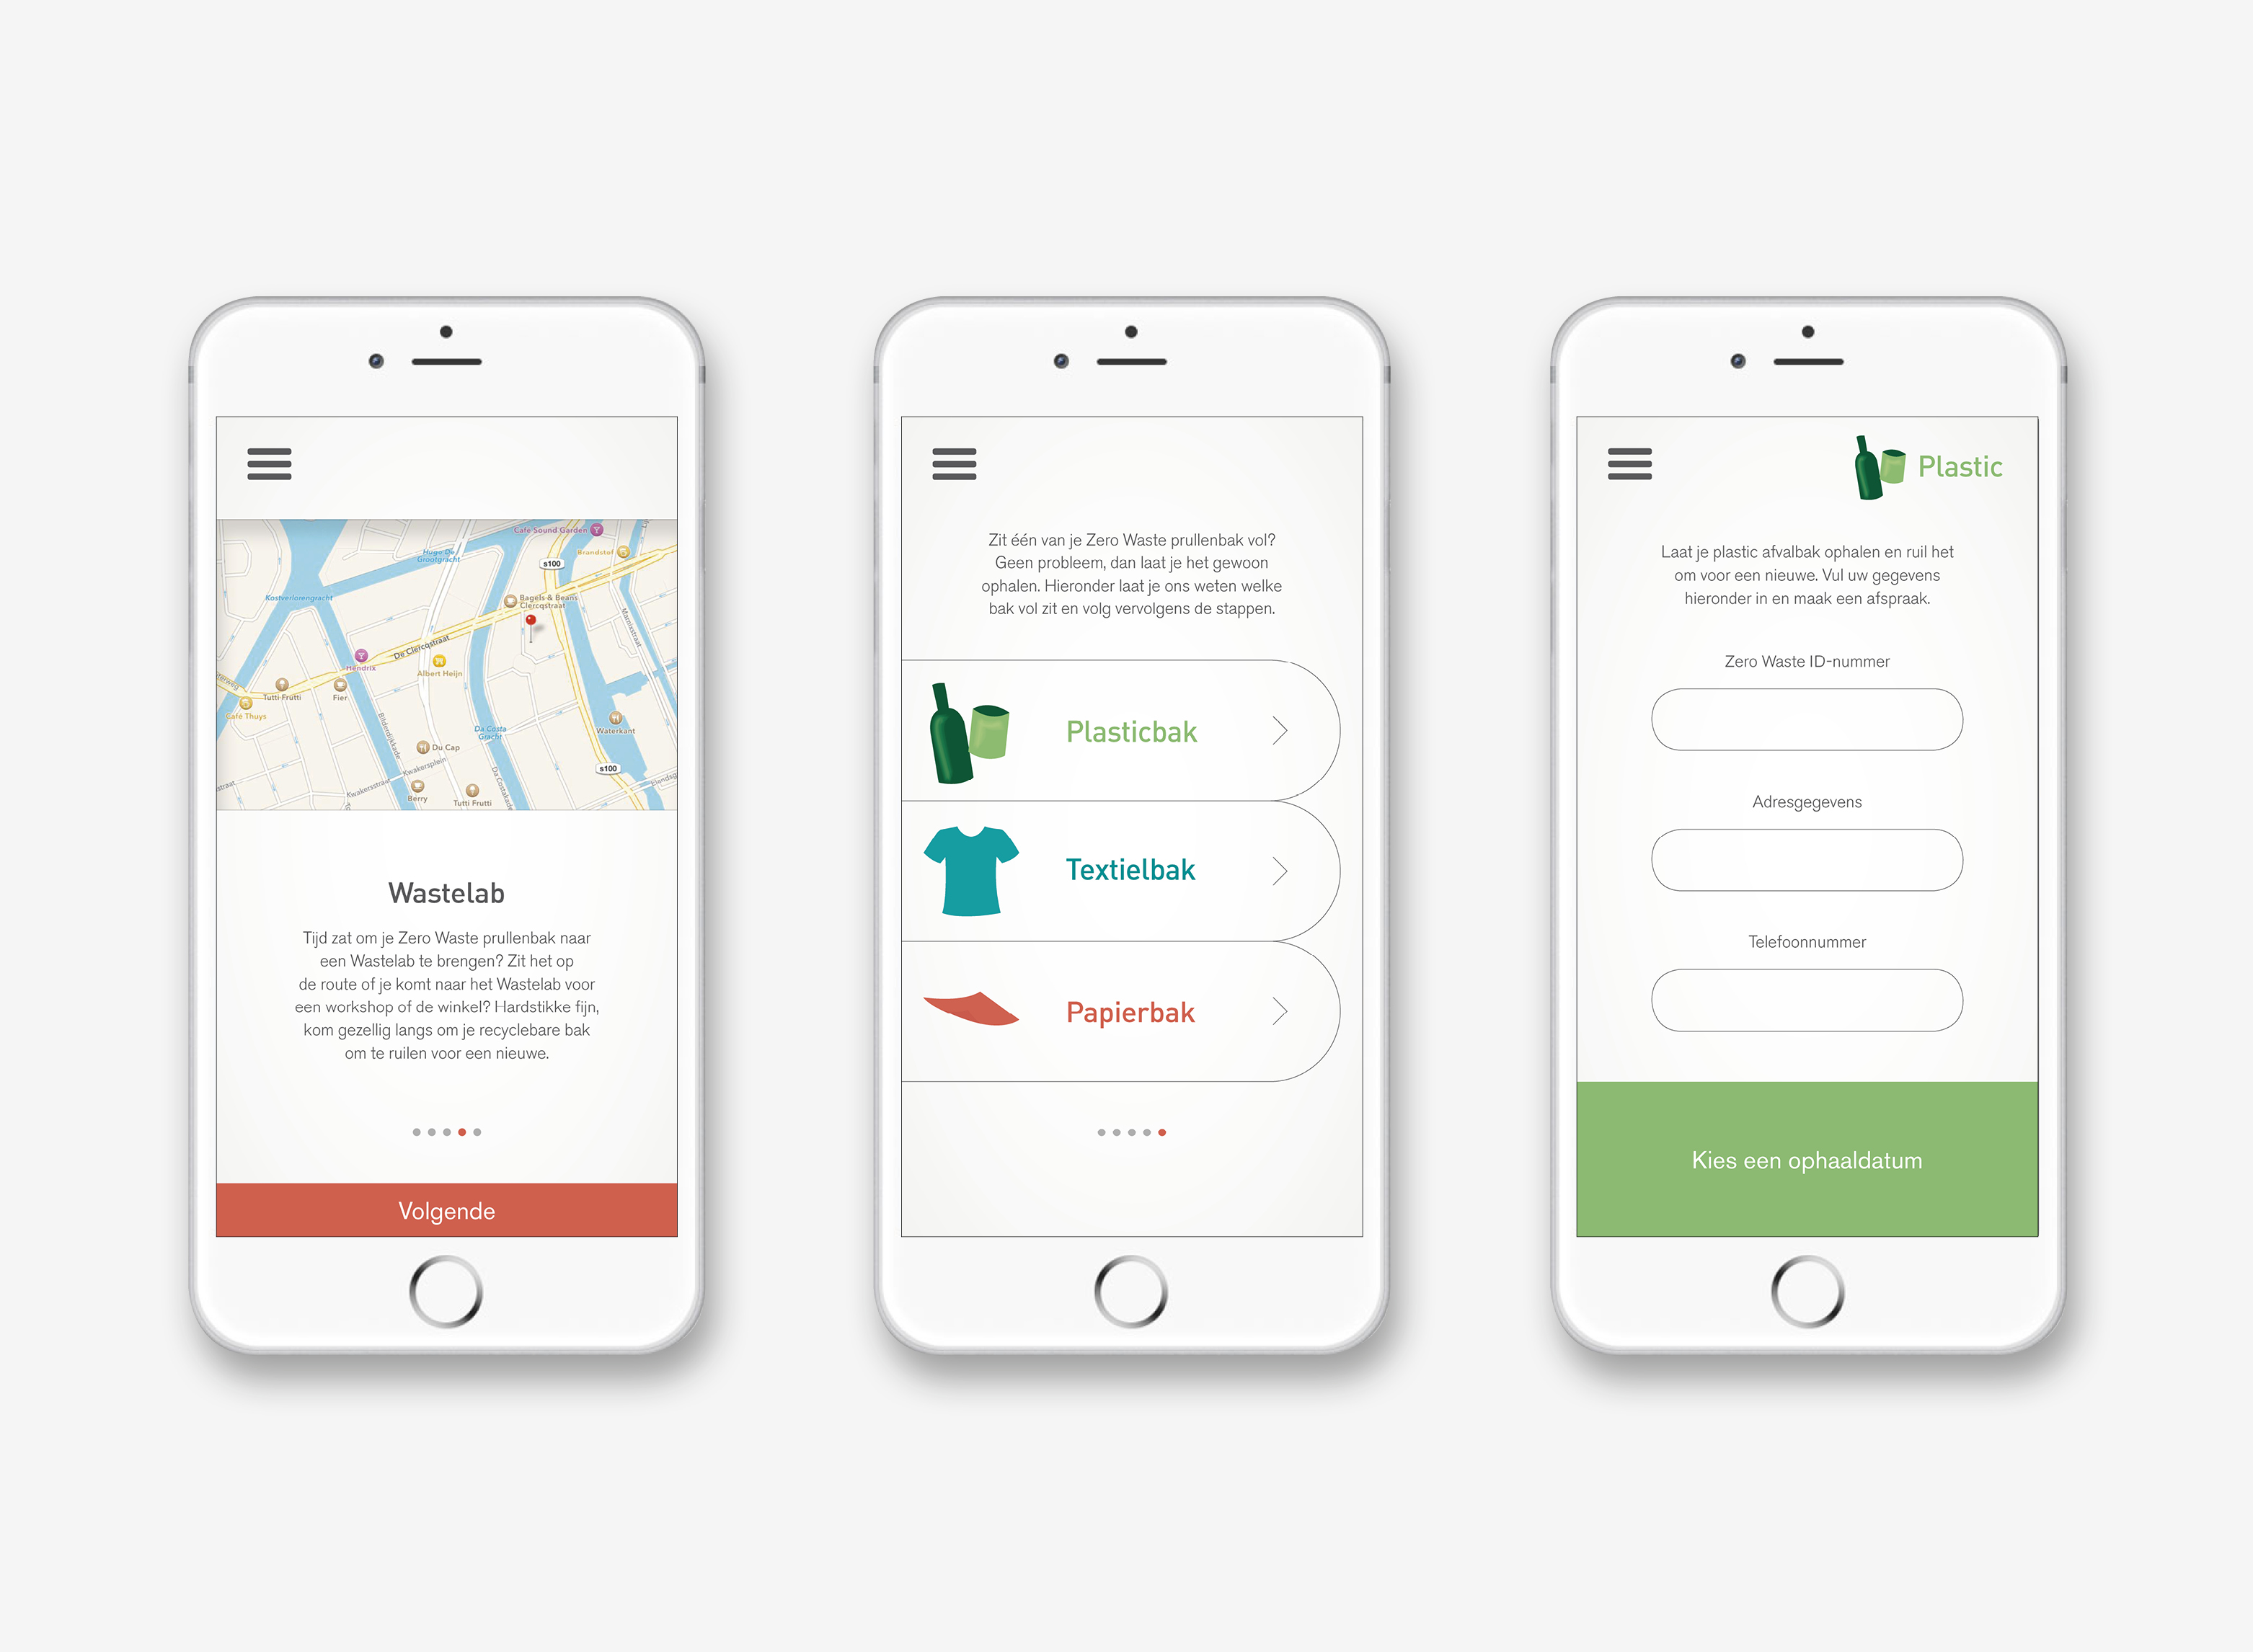 Café Sound Garden
Hugo De
Grootgracht
Brandstof
s100
Kostverlorengracht
Bagels & Beans
Clercqstraat
Marnixstraat
De Clercqstraat
Hendrix
Albert Heijn
Tutti Frutti
Fier
Café Thuys
Bilderdijkkade
Da Costa
Gracht
Waterkant
Du Cap
Kwakersplein
s100
Kwakersstraat
Da Costakade
Berry
Tutti Frutti
Wastelab
Tijd zat om je Zero Waste prullenbak naar
een Wastelab te brengen? Zit het op
de route of je komt naar het Wastelab voor
een workshop of de winkel? Hardstikke fijn,
kom gezellig langs om je recyclebare bak
om te ruilen voor een nieuwe.
Volgende
Zit één van je Zero Waste prullenbak vol?
Geen probleem, dan laat je het gewoon
ophalen. Hieronder laat je ons weten welke
bak vol zit en volg vervolgens de stappen.
Plasticbak
Textielbak
Papierbak
Plastic
Laat je plastic afvalbak ophalen en ruil het
om voor een nieuwe. Vul uw gegevens
hieronder in en maak een afspraak.
Zero Waste ID-nummer
Adresgegevens
Telefoonnummer
Kies een ophaaldatum